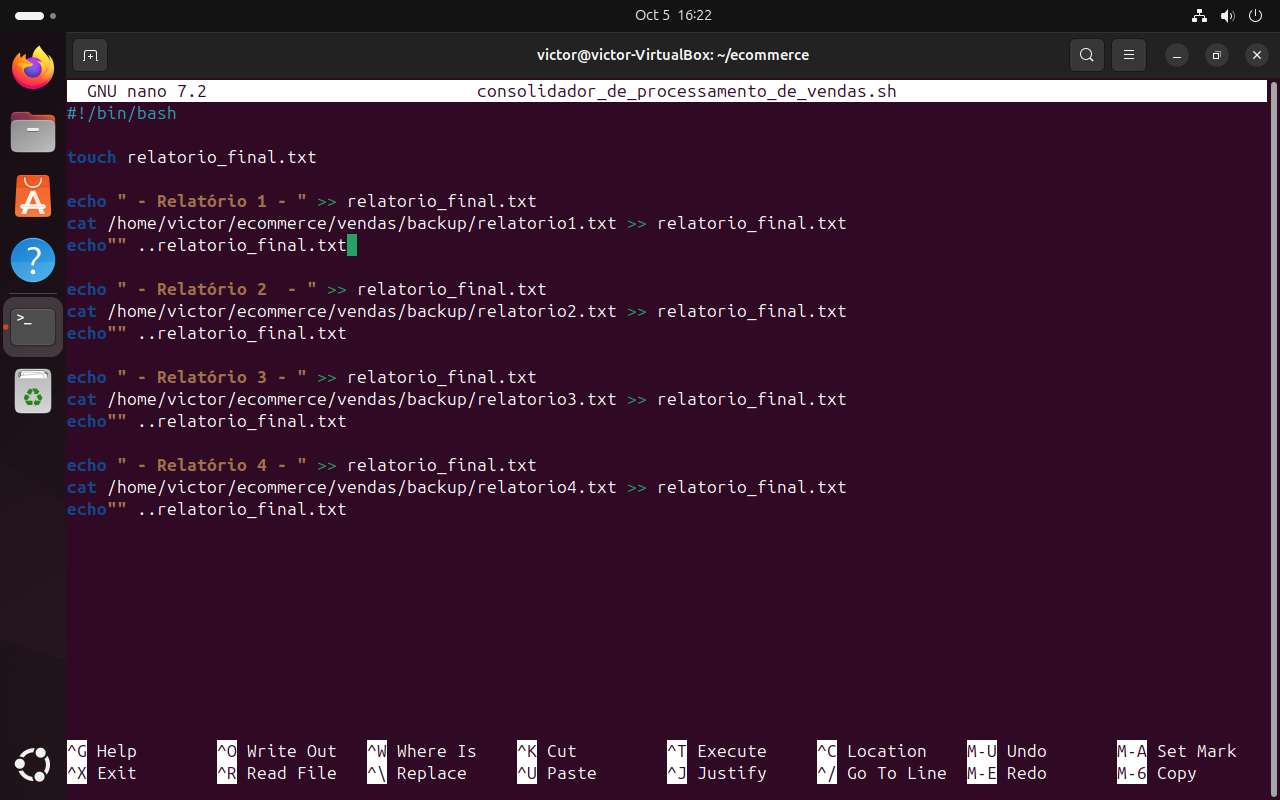 Oct 5 16:22
victor@victor-VirtualBox: ~/ecommerce
GNU nano 7.2 consolidador_de_processamento_de_vendas.sh
#!/bin/bash
touch relatorio_final.txt
echo " - Relatório 1 - " >> relatorio_final.txt
cat /home/victor/ecommerce/vendas/backup/relatorio1.txt >> relatorio_final.txt
echo"" ..relatorio_final.txt
echo " - Relatório 2  - " >> relatorio_final.txt
cat /home/victor/ecommerce/vendas/backup/relatorio2.txt >> relatorio_final.txt
echo"" ..relatorio_final.txt
echo " - Relatório 3 - " >> relatorio_final.txt
cat /home/victor/ecommerce/vendas/backup/relatorio3.txt >> relatorio_final.txt
echo"" ..relatorio_final.txt
echo " - Relatório 4 - " >> relatorio_final.txt
cat /home/victor/ecommerce/vendas/backup/relatorio4.txt >> relatorio_final.txt
echo"" ..relatorio_final.txt
^G Help ^O Write Out ^W Where Is ^K Cut ^T Execute ^C Location M-U Undo M-A Set Mark
^X Exit ^R Read File ^\ Replace ^U Paste ^J Justify ^/ Go To Line M-E Redo M-6 Copy